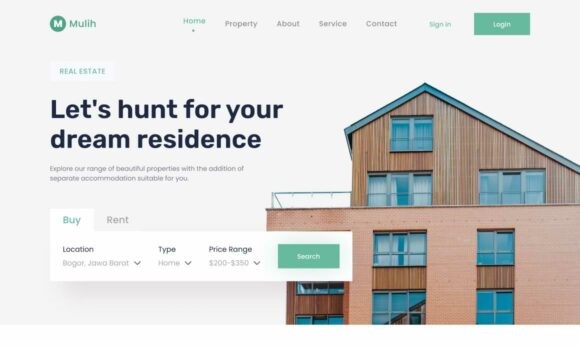 M Mulih
Home Property About Service Contact Sign in Login
REAL ESTATE
Let's hunt for your
dream residence
Explore our range of beautiful properties with the addition of
separate accommodation suitable for you.
Buy Rent
Location Type Price Range
Bogor, Jawa Barat Home $200-$350 Search